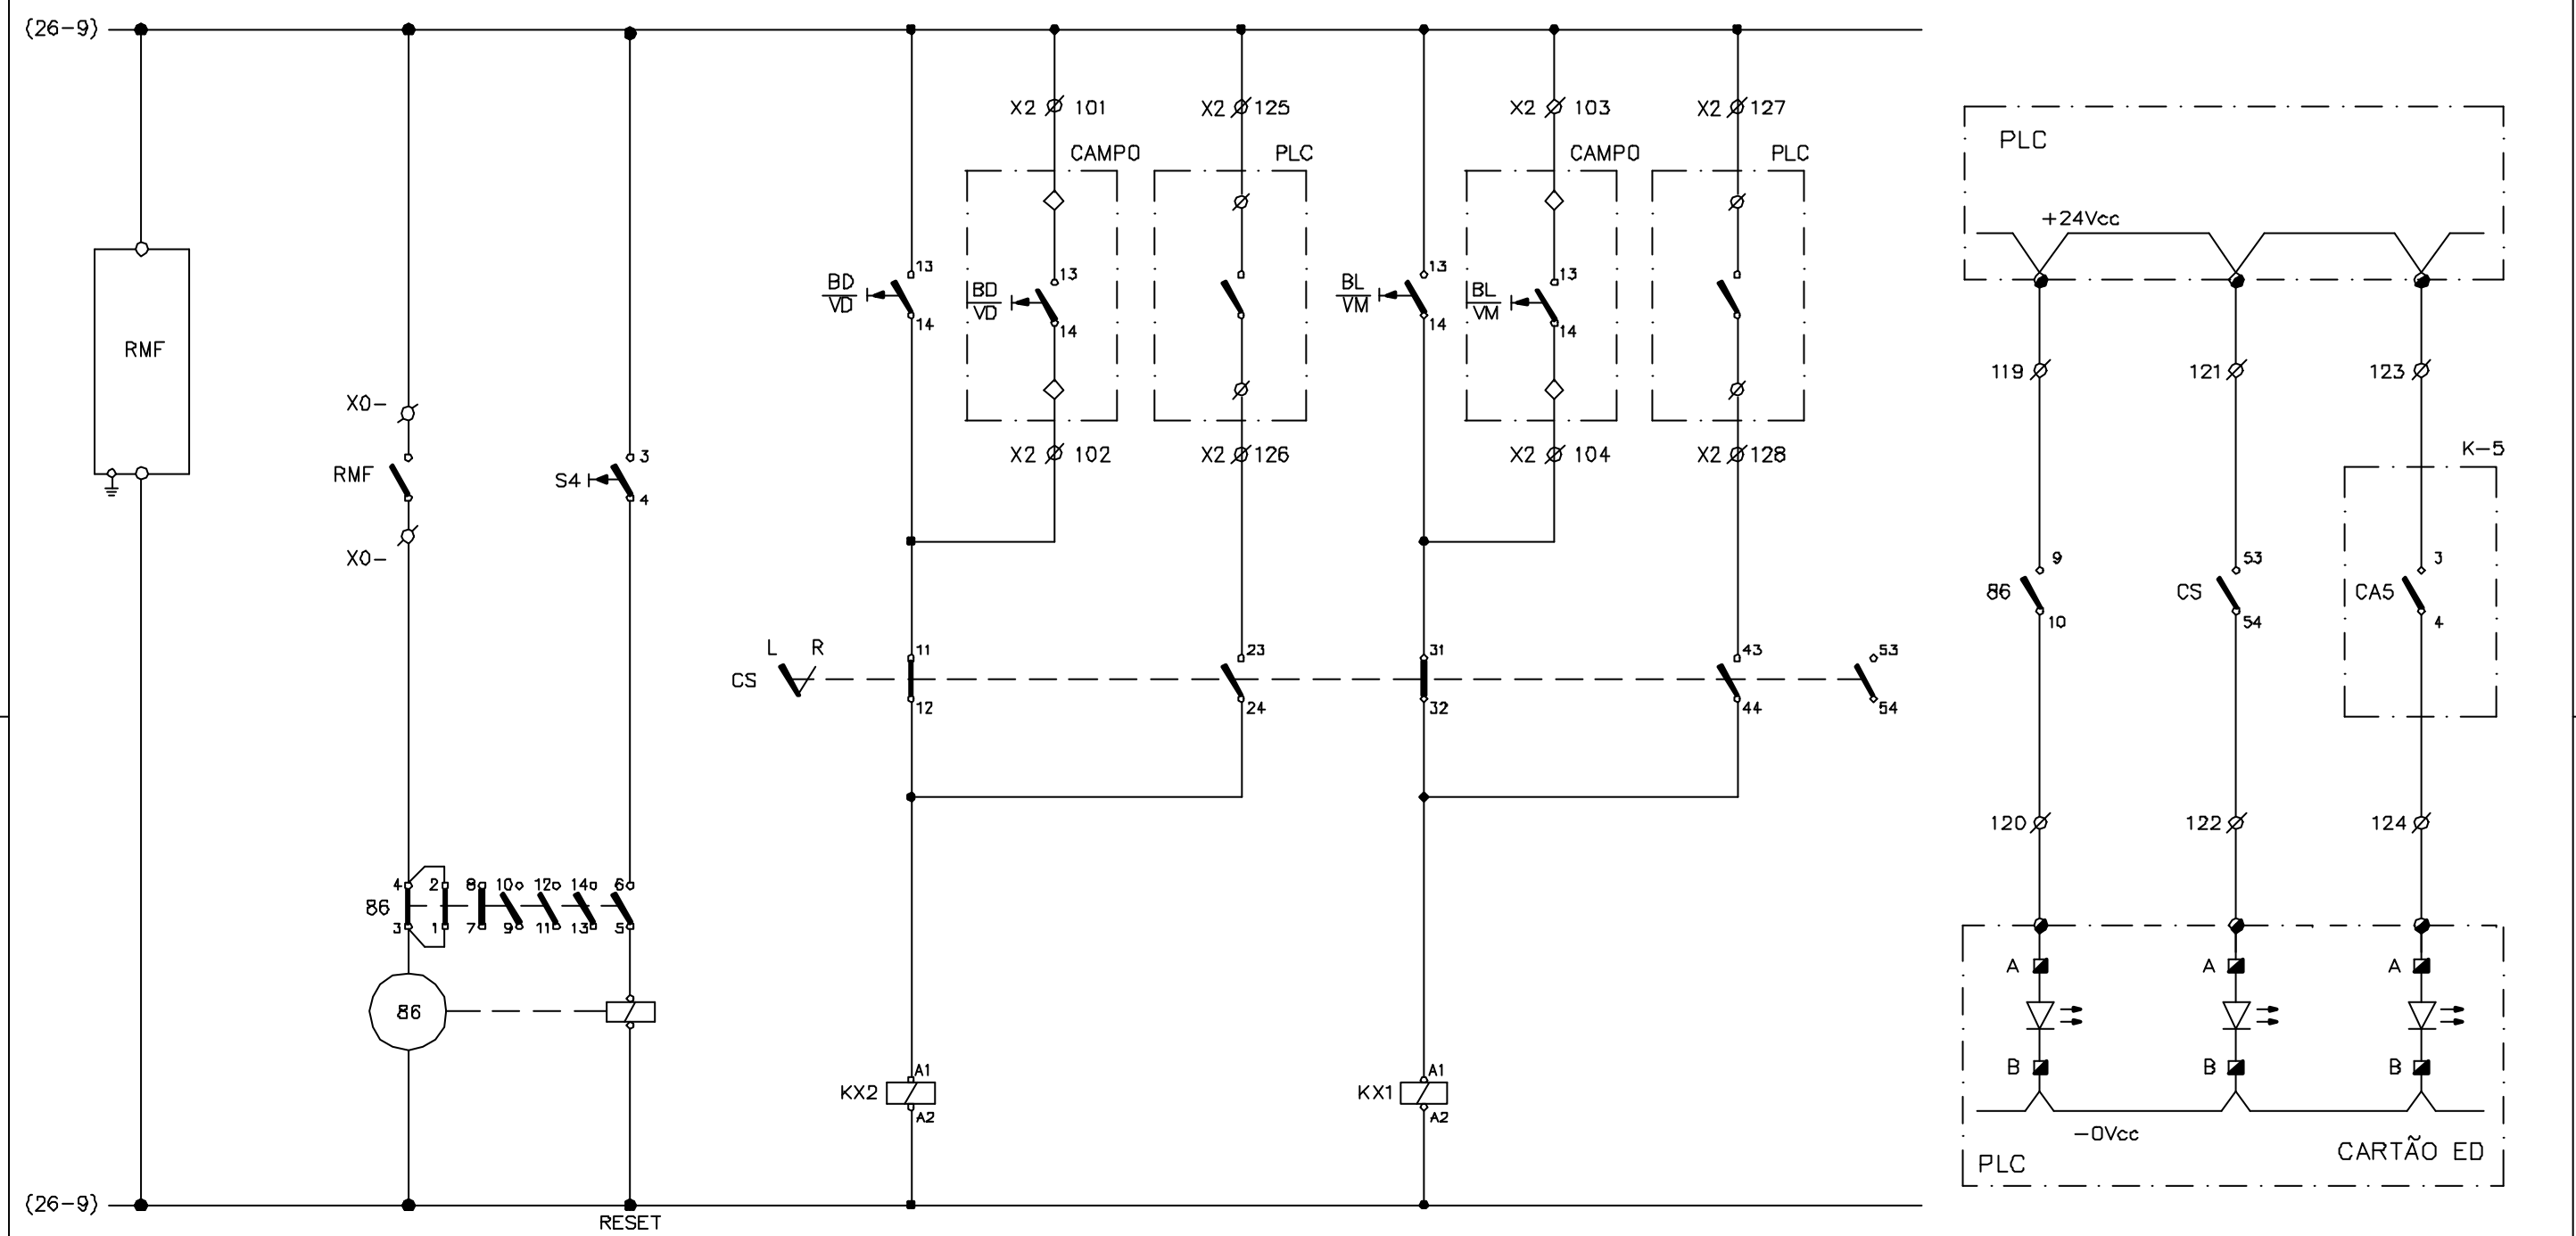 {26-9}
X2 101
X2 125
X2 103
X2 127
CAMPO
PLC
CAMPO
PLC
PLC
+24Vcc
RMF
BD
VD
13
14
BD
VD
13
14
BL
VM
13
14
BL
VM
13
14
119
121
123
X0-
RMF
X0-
S4
3
4
X2 102
X2 126
X2 104
X2 128
K-5
86
9
10
CS
53
54
CA5
3
4
CS
L R
11
12
23
24
31
32
43
44
53
54
120
122
124
86
4 2 8 10 12 14 6
3 1 7 9 11 13 5
86
A
A
A
B
B
B
KX2
A1
A2
KX1
A1
A2
-0Vcc
PLC
CARTÃO ED
{26-9}
RESET